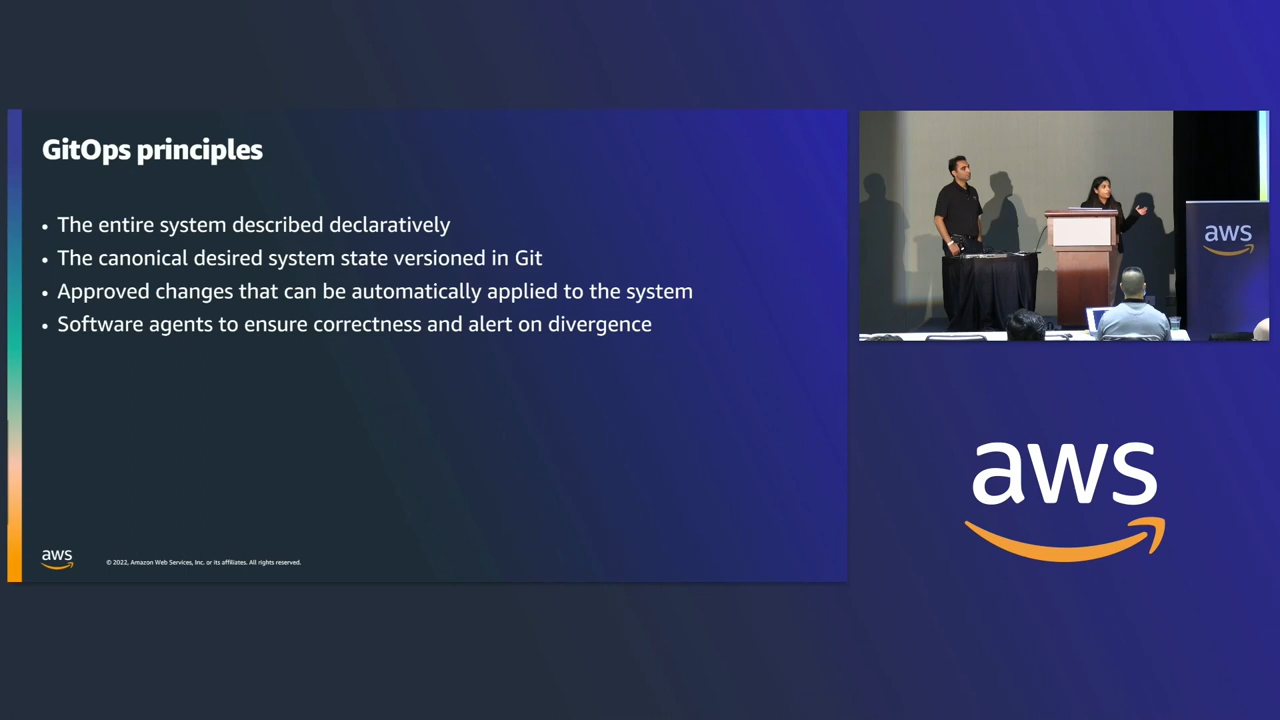 GitOps principles
• The entire system described declaratively
• The canonical desired system state versioned in Git
• Approved changes that can be automatically applied to the system
• Software agents to ensure correctness and alert on divergence
aws
© 2022, Amazon Web Services, Inc. or its affiliates. All rights reserved.
aws
aws